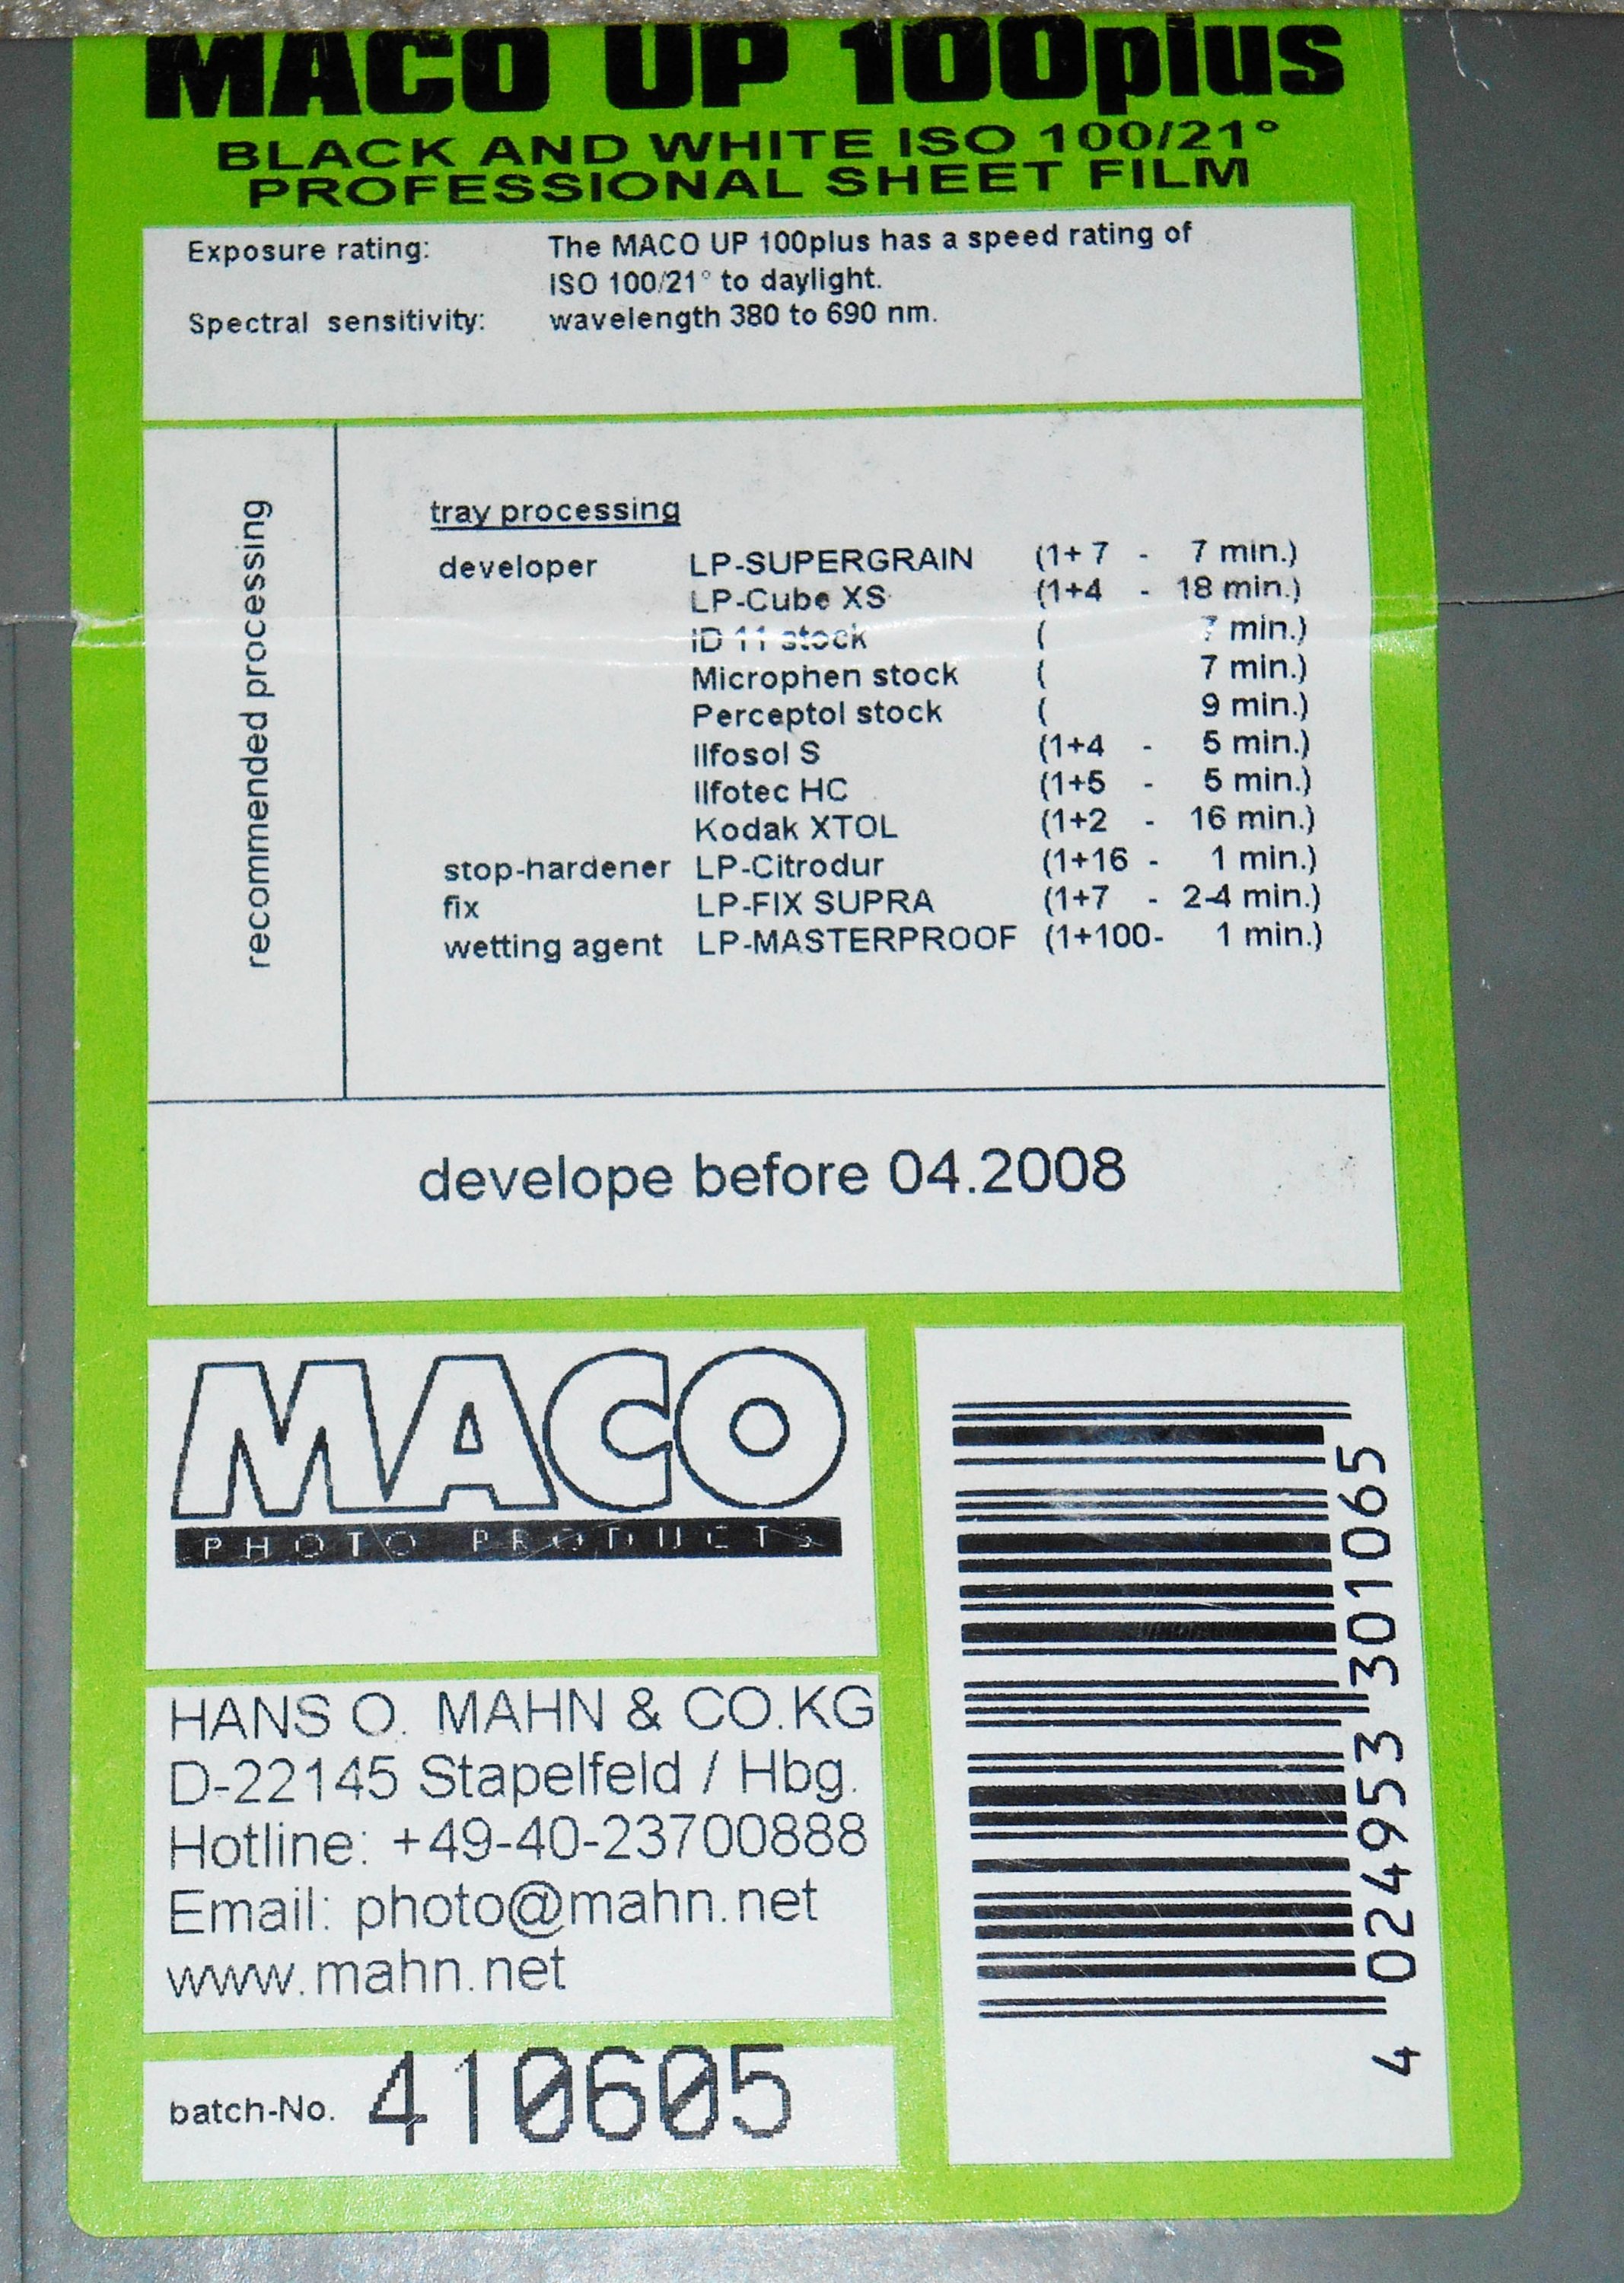 MACO UP 100plus
BLACK AND WHITE ISO 100/21°
PROFESSIONAL SHEET FILM
Exposure rating: The MACO UP 100plus has a speed rating of
ISO 100/21° to daylight.
Spectral sensitivity: wavelength 380 to 690 nm.
recommended processing
tray processing
developer LP-SUPERGRAIN (1+ 7 - 7 min.)
LP-Cube XS (1+4 - 18 min.)
ID 11 stock ( 7 min.)
Microphen stock ( 7 min.)
Perceptol stock ( 9 min.)
Ilfosol S (1+4 - 5 min.)
Ilfotec HC (1+5 - 5 min.)
Kodak XTOL (1+2 - 16 min.)
stop-hardener LP-Citrodur (1+16 - 1 min.)
fix LP-FIX SUPRA (1+7 - 2-4 min.)
wetting agent LP-MASTERPROOF (1+100- 1 min.)
develope before 04.2008
MACO
PHOTO PRODUCTS
HANS O. MAHN & CO.KG
D-22145 Stapelfeld / Hbg.
Hotline: +49-40-23700888
Email: photo@mahn.net
www.mahn.net
batch-No. 410605
4 024953 301065